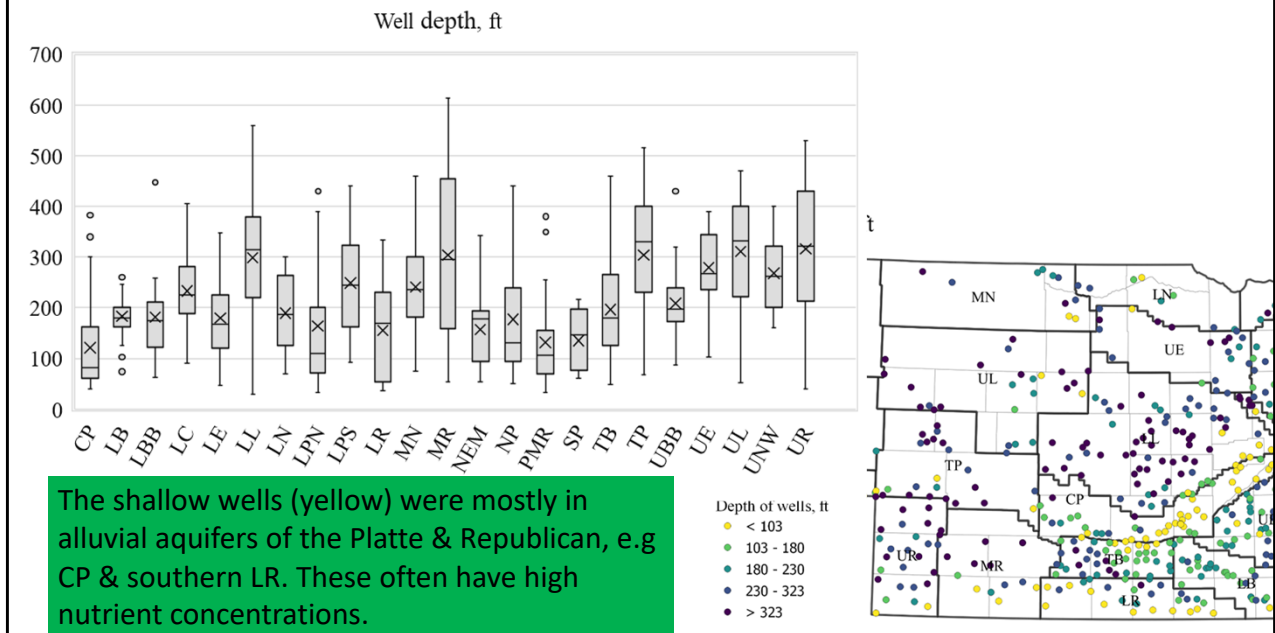 Well depth, ft
700
600
500
400
300
200
100
0
CP
LB
LBB
LC
LE
LL
LN
LPN
LPS
LR
MN
MR
NEM
NP
PMR
SP
TB
TP
UBB
UE
UL
UNW
UR
The shallow wells (yellow) were mostly in
alluvial aquifers of the Platte & Republican, e.g
CP & southern LR. These often have high
nutrient concentrations.
ft
MN
LN
UE
UL
LL
TP
CP
UR
MR
TB
LB
LR
Depth of wells, ft
< 103
103 - 180
180 - 230
230 - 323
> 323